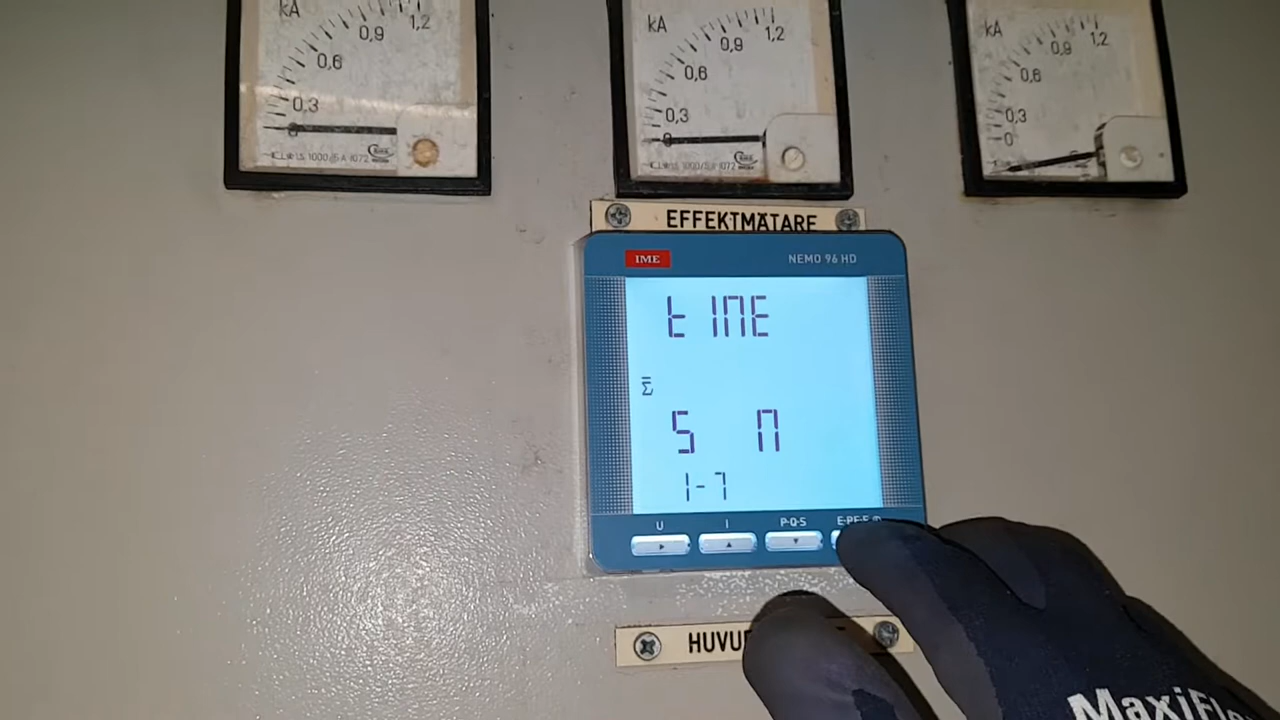 kA 0,3 0,6 0,9 1,2
kA 0 0,3 0,6 0,9 1,2
kA 0 0,3 0,6 0,9 1,2
EFFEKTMÄTARE
IME NEMO 96 HD
tIME
Σ
5 M
1-7
U I P·Q·S
HUVU
MaxiFl